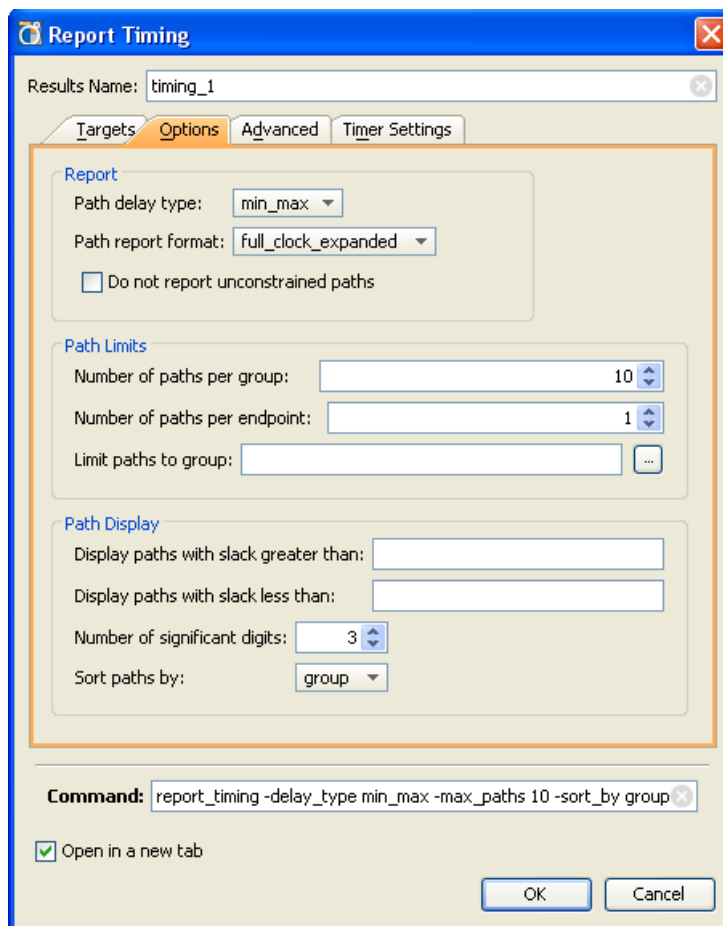 Report Timing
Results Name: timing_1
Targets Options Advanced Timer Settings
Report
Path delay type: min_max
Path report format: full_clock_expanded
Do not report unconstrained paths
Path Limits
Number of paths per group: 10
Number of paths per endpoint: 1
Limit paths to group: ...
Path Display
Display paths with slack greater than:
Display paths with slack less than:
Number of significant digits: 3
Sort paths by: group
Command: report_timing -delay_type min_max -max_paths 10 -sort_by group
Open in a new tab
OK Cancel